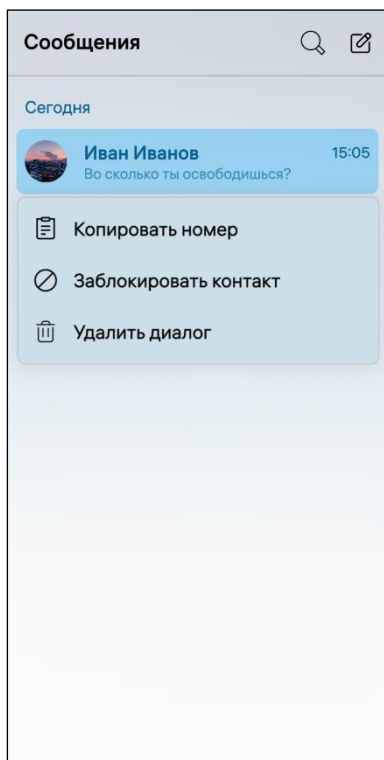 Сообщения
Сегодня
Иван Иванов 15:05
Во сколько ты освободишься?
Копировать номер
Заблокировать контакт
Удалить диалог